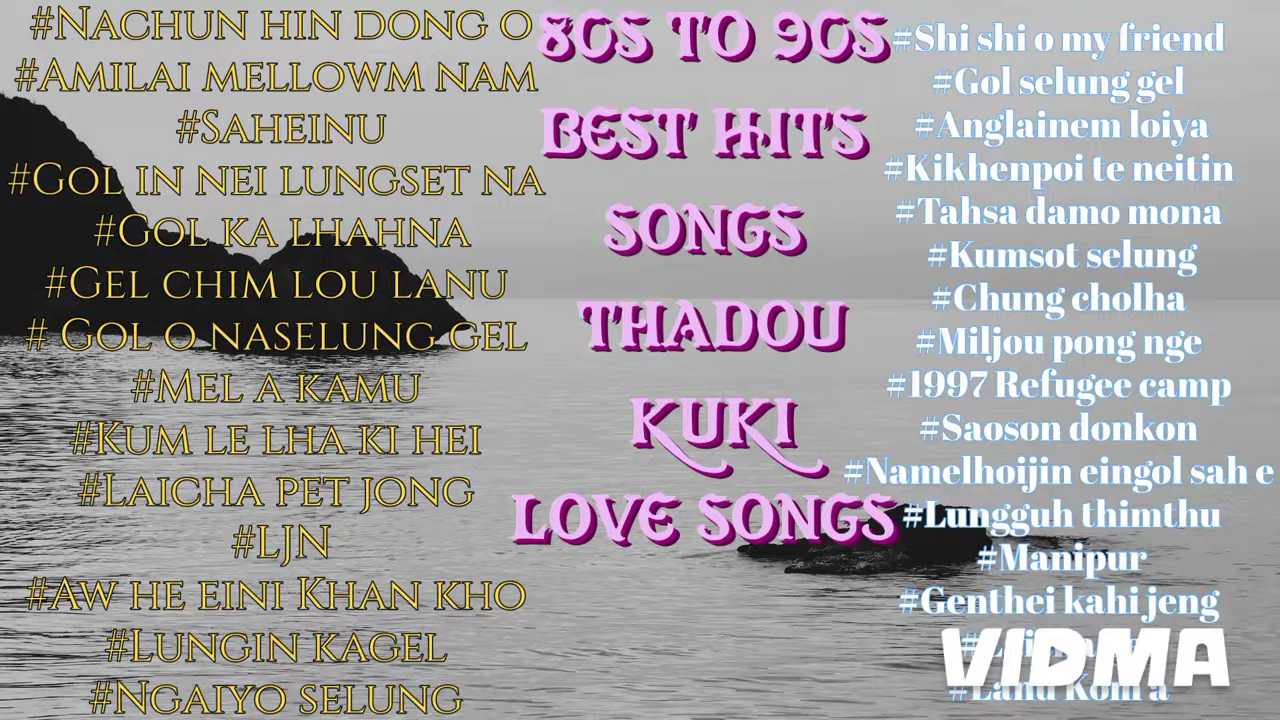 #Nachun hin dong o
#Amilai mellowm nam
#Saheinu
#Gol in nei lungset na
#Gol ka lhahna
#Gel chim lou lanu
# Gol o naselung gel
#Mel a kamu
#Kum le lha ki hei
#Laicha pet jong
#LJN
#Aw he eini Khan kho
#Lungin kagel
#Ngaiyo selung
80s to 90s
Best Hits
Songs
Thadou
Kuki
Love Songs
#Shi shi o my friend
#Gol selung gel
#Anglainem loiya
#Kikhenpoi te neitin
#Tahsa damo mona
#Kumsot selung
#Chung cholha
#Miljou pong nge
#1997 Refugee camp
#Saoson donkon
#Namelhoijin eingol sah e
#Lungguh thimthu
#Manipur
#Genthei kahi jeng
#Lanu
VIDMA